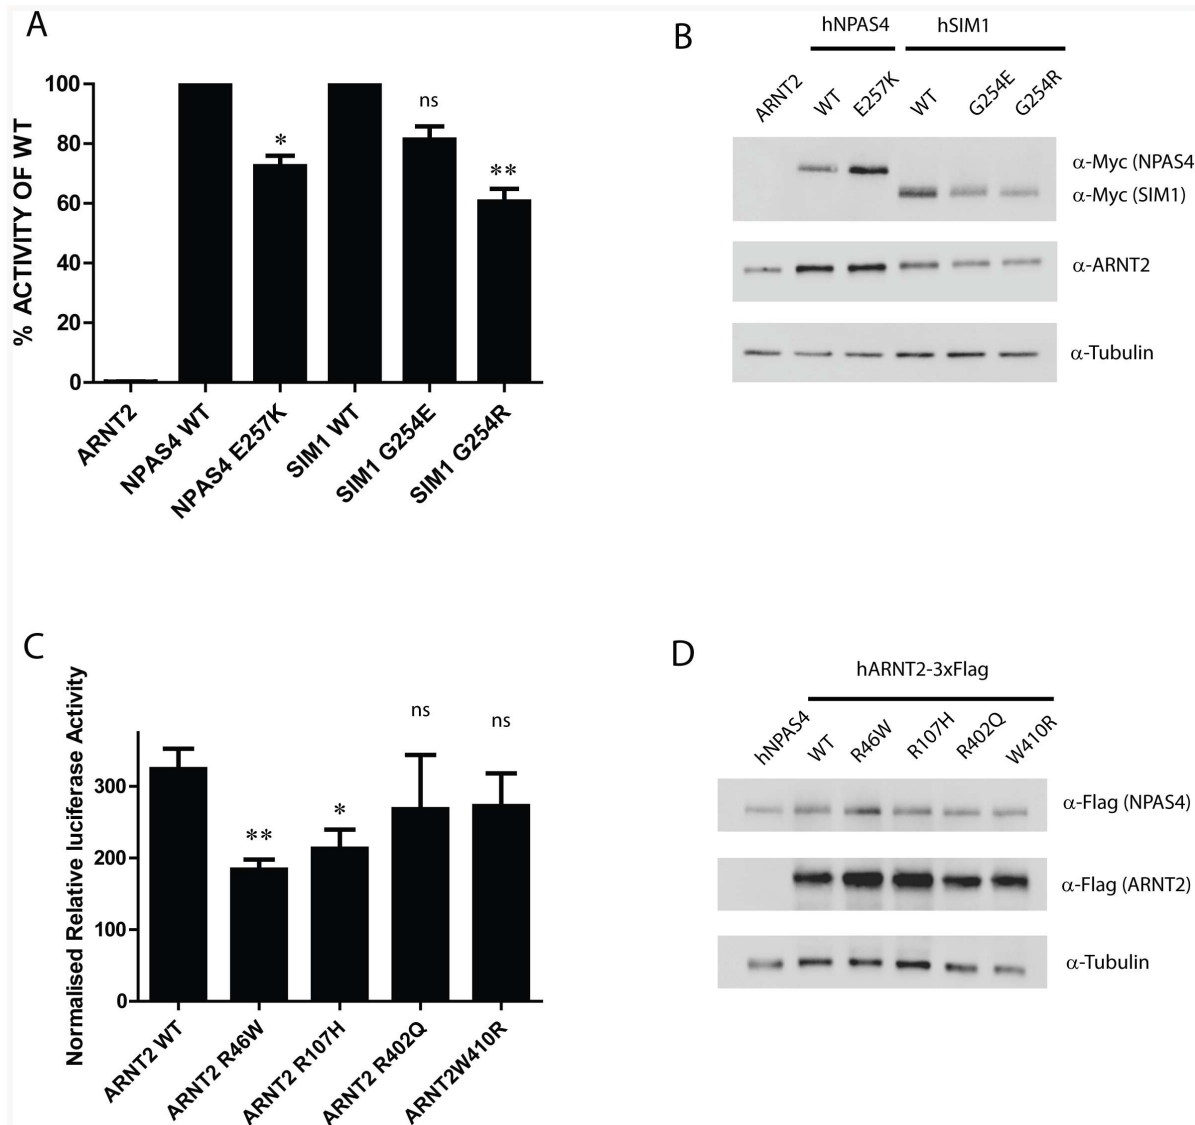 A
% ACTIVITY OF WT
100
80
60
40
20
0
*
ns
**
ARNT2
NPAS4 WT
NPAS4 E257K
SIM1 WT
SIM1 G254E
SIM1 G254R
B
hNPAS4 hSIM1
ARNT2 WT E257K WT G254E G254R
α-Myc (NPAS4
α-Myc (SIM1)
α-ARNT2
α-Tubulin
C
Normalised Relative luciferase Activity
300
200
100
0
**
*
ns
ns
ARNT2 WT
ARNT2 R46W
ARNT2 R107H
ARNT2 R402Q
ARNT2W410R
D
hARNT2-3xFlag
hNPAS4 WT R46W R107H R402Q W410R
α-Flag (NPAS4)
α-Flag (ARNT2)
α-Tubulin